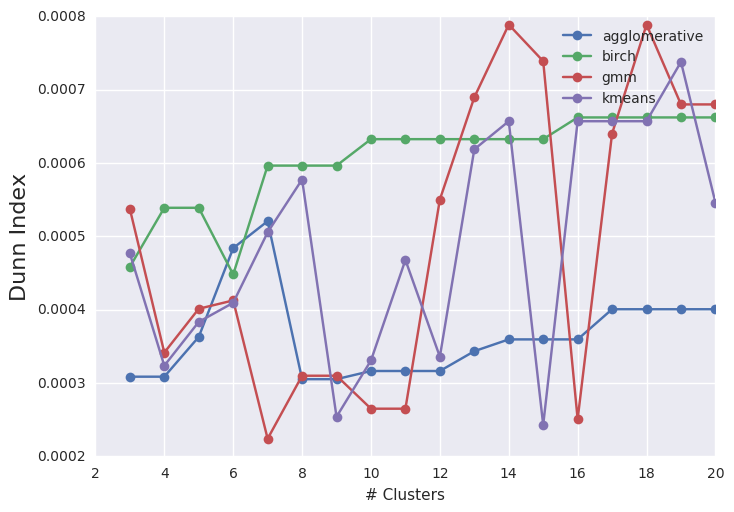 0.0008
0.0007
0.0006
0.0005
0.0004
0.0003
0.0002
Dunn Index
agglomerative
birch
gmm
kmeans
2 4 6 8 10 12 14 16 18 20
# Clusters